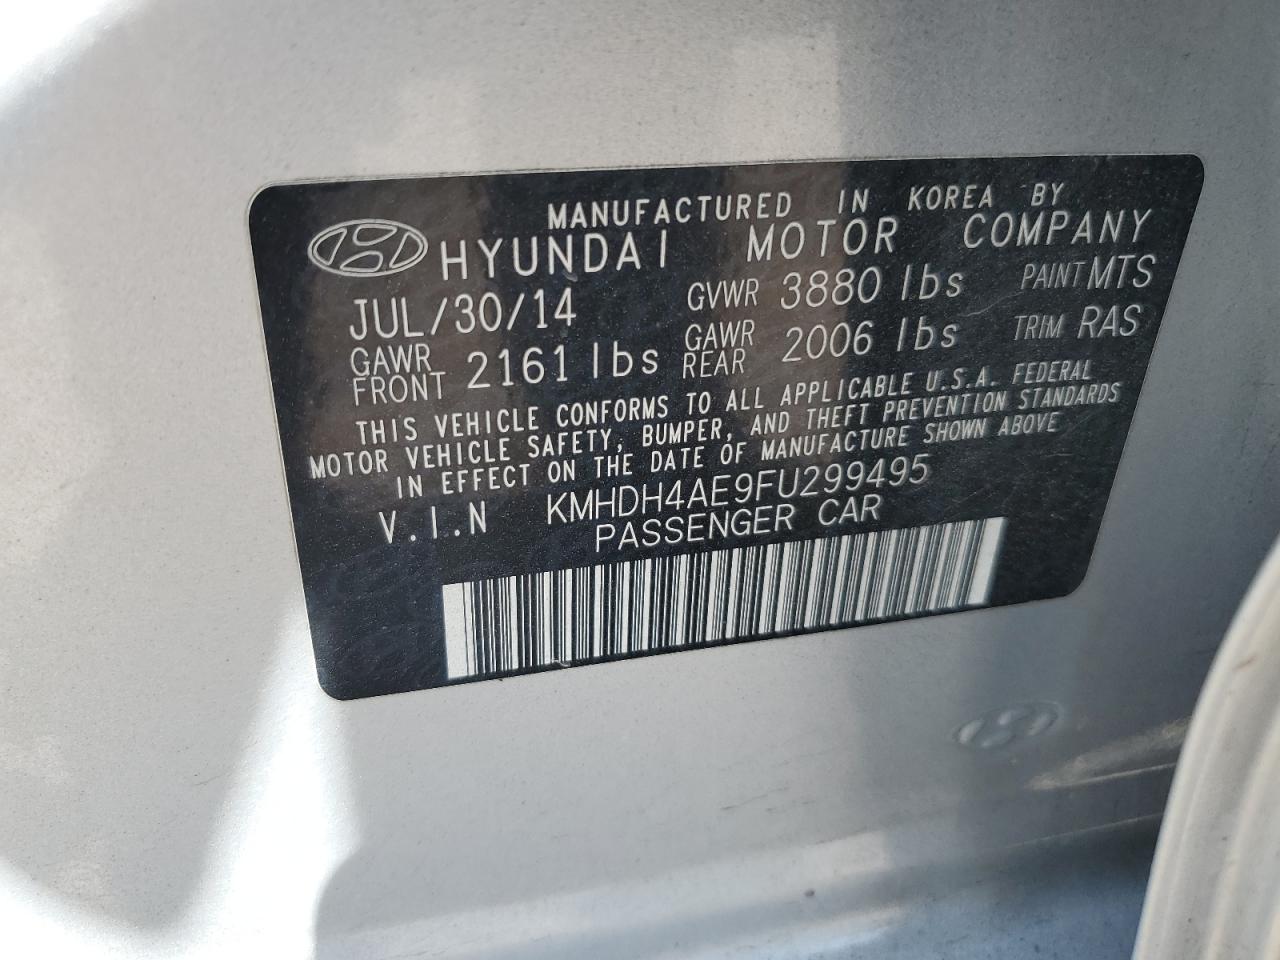 MANUFACTURED IN KOREA BY
HYUNDAI MOTOR COMPANY
JUL/30/14 GVWR 3880 lbs PAINT MTS
GAWR FRONT 2161 lbs GAWR REAR 2006 lbs TRIM RAS
THIS VEHICLE CONFORMS TO ALL APPLICABLE U.S.A. FEDERAL
MOTOR VEHICLE SAFETY, BUMPER, AND THEFT PREVENTION STANDARDS
IN EFFECT ON THE DATE OF MANUFACTURE SHOWN ABOVE
V.I..N KMHDH4AE9FU299495
PASSENGER CAR